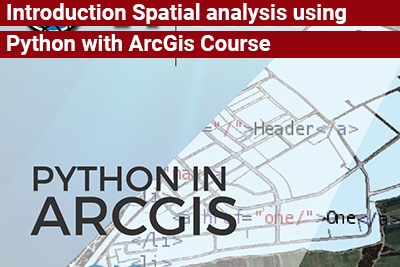 Introduction Spatial analysis using
Python with ArcGis Course
="/">Header</a>
PYTHON IN
ARCGIS
="one/">One</a>
</li>
<li>